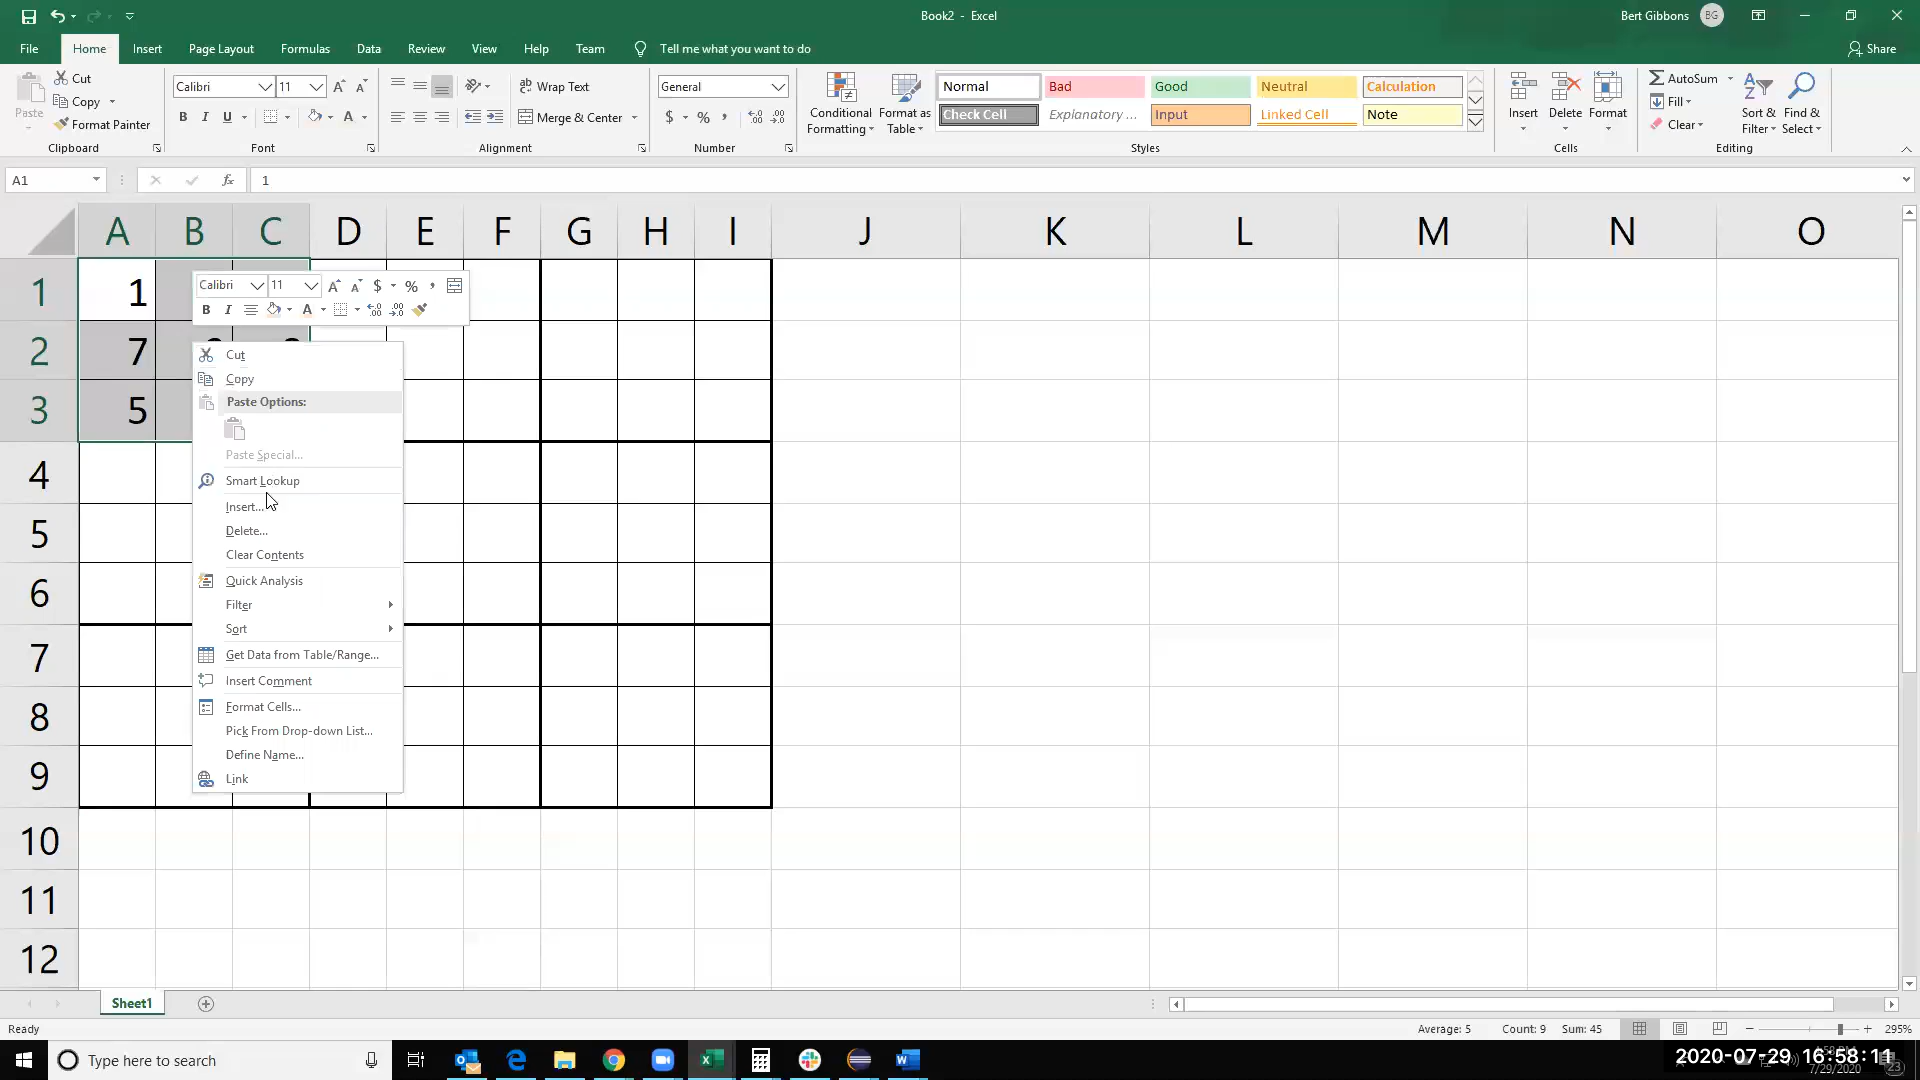 Book2 - Excel
Bert Gibbons BG
File Home Insert Page Layout Formulas Data Review View Help Team Tell me what you want to do Share
Paste Cut Copy Format Painter
Clipboard
Calibri 11
B I U A
Font
Wrap Text
Merge & Center
Alignment
General
$ % ,
Number
Conditional Formatting
Format as Table
Normal Bad Good Neutral Calculation
Check Cell Explanatory ... Input Linked Cell Note
Styles
Insert Delete Format
Cells
AutoSum
Fill
Clear
Sort & Filter
Find & Select
Editing
A1 fx 1
A B C D E F G H I J K L M N O
1 1
2 7
3 5
4
5
6
7
8
9
10
11
12
Calibri 11 A A $ % ,
B I A
Cut
Copy
Paste Options:
Paste Special...
Smart Lookup
Insert...
Delete...
Clear Contents
Quick Analysis
Filter
Sort
Get Data from Table/Range...
Insert Comment
Format Cells...
Pick From Drop-down List...
Define Name...
Link
Sheet1
Ready Average: 5 Count: 9 Sum: 45 295%
Type here to search
2020-07-29 16:58:11
7/29/2020
23